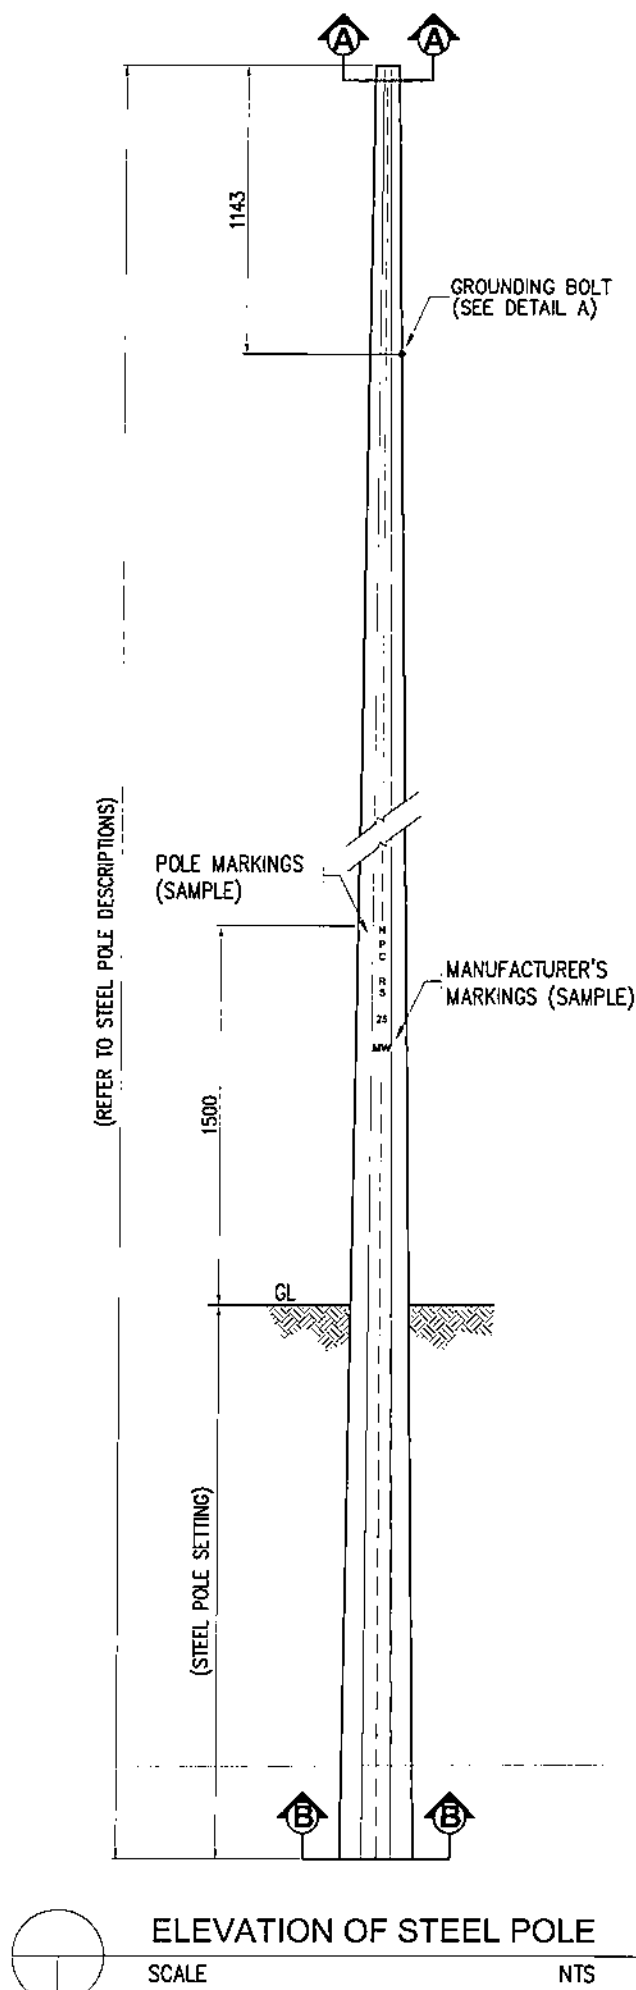 A A
1143
GROUNDING BOLT
(SEE DETAIL A)
(REFER TO STEEL POLE DESCRIPTIONS)
POLE MARKINGS
(SAMPLE)
N
P
C
RS
25
MW
MANUFACTURER'S
MARKINGS (SAMPLE)
1500
GL
(STEEL POLE SETTING)
B B
ELEVATION OF STEEL POLE
SCALE NTS